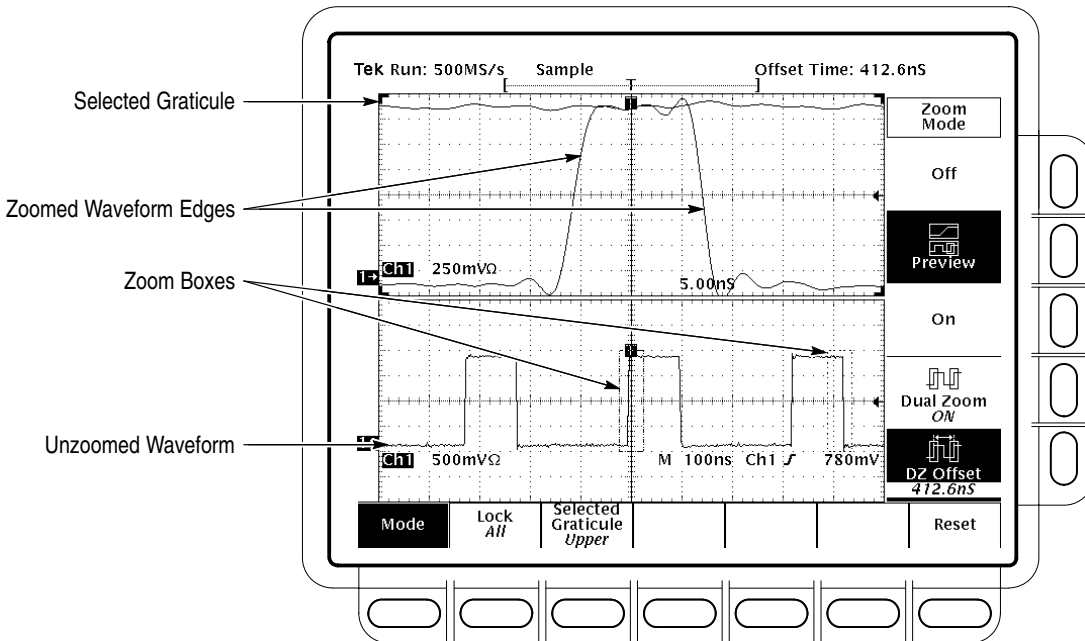 Tek Run: 500MS/s Sample Offset Time: 412.6nS
T
Selected Graticule
Zoomed Waveform Edges
Zoom Boxes
Unzoomed Waveform
1→
Ch1 250mVΩ 5.00nS
Ch1 500mVΩ M 100ns Ch1 780mV
Zoom
Mode
Off
Preview
On
Dual Zoom
ON
DZ Offset
412.6nS
Mode
Lock
All
Selected
Graticule
Upper
Reset